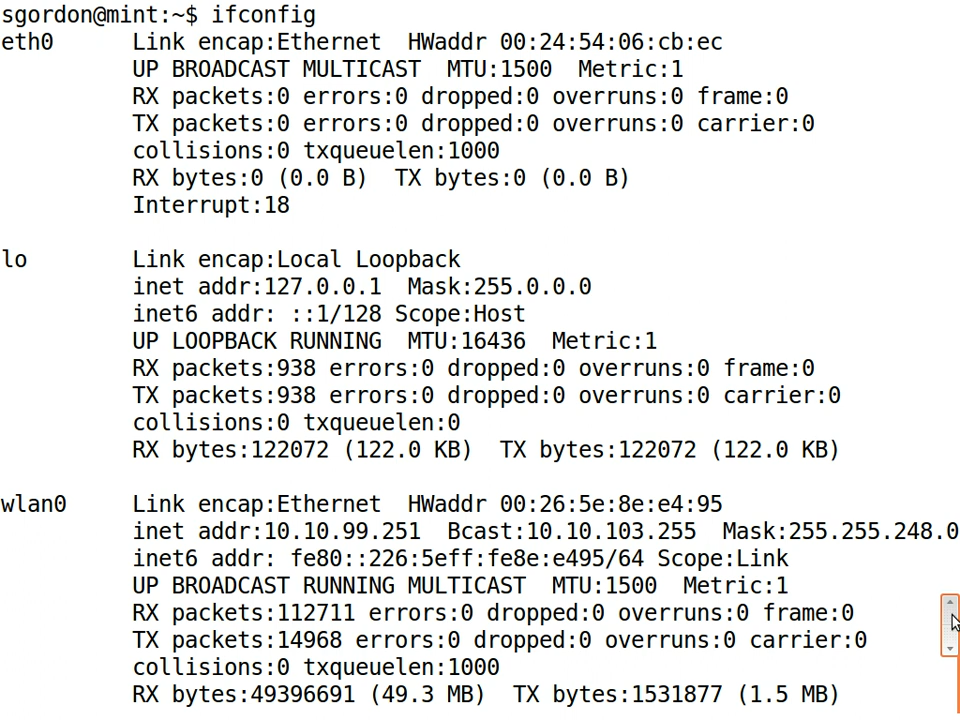 sgordon@mint:~$ ifconfig
eth0      Link encap:Ethernet  HWaddr 00:24:54:06:cb:ec
          UP BROADCAST MULTICAST  MTU:1500  Metric:1
          RX packets:0 errors:0 dropped:0 overruns:0 frame:0
          TX packets:0 errors:0 dropped:0 overruns:0 carrier:0
          collisions:0 txqueuelen:1000
          RX bytes:0 (0.0 B)  TX bytes:0 (0.0 B)
          Interrupt:18

lo        Link encap:Local Loopback
          inet addr:127.0.0.1  Mask:255.0.0.0
          inet6 addr: ::1/128 Scope:Host
          UP LOOPBACK RUNNING  MTU:16436  Metric:1
          RX packets:938 errors:0 dropped:0 overruns:0 frame:0
          TX packets:938 errors:0 dropped:0 overruns:0 carrier:0
          collisions:0 txqueuelen:0
          RX bytes:122072 (122.0 KB)  TX bytes:122072 (122.0 KB)

wlan0     Link encap:Ethernet  HWaddr 00:26:5e:8e:e4:95
          inet addr:10.10.99.251  Bcast:10.10.103.255  Mask:255.255.248.0
          inet6 addr: fe80::226:5eff:fe8e:e495/64 Scope:Link
          UP BROADCAST RUNNING MULTICAST  MTU:1500  Metric:1
          RX packets:112711 errors:0 dropped:0 overruns:0 frame:0
          TX packets:14968 errors:0 dropped:0 overruns:0 carrier:0
          collisions:0 txqueuelen:1000
          RX bytes:49396691 (49.3 MB)  TX bytes:1531877 (1.5 MB)